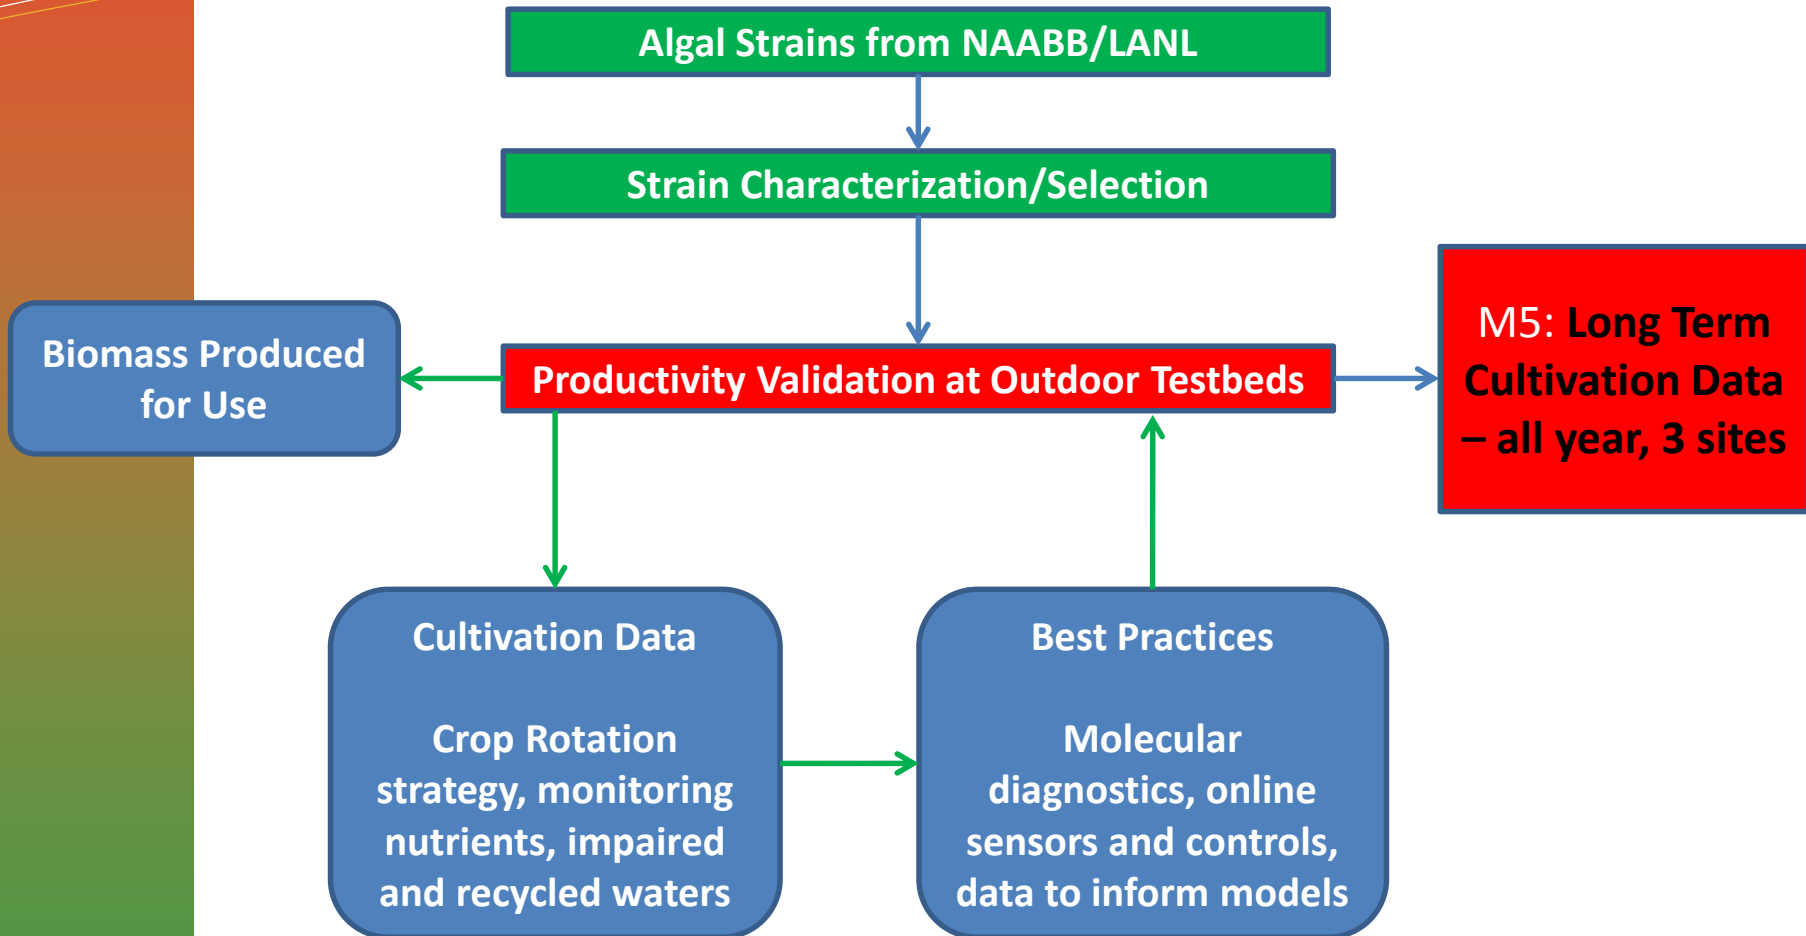 Algal Strains from NAABB/LANL
Strain Characterization/Selection
Biomass Produced
for Use
Productivity Validation at Outdoor Testbeds
M5: Long Term
Cultivation Data
– all year, 3 sites
Cultivation Data
Crop Rotation
strategy, monitoring
nutrients, impaired
and recycled waters
Best Practices
Molecular
diagnostics, online
sensors and controls,
data to inform models